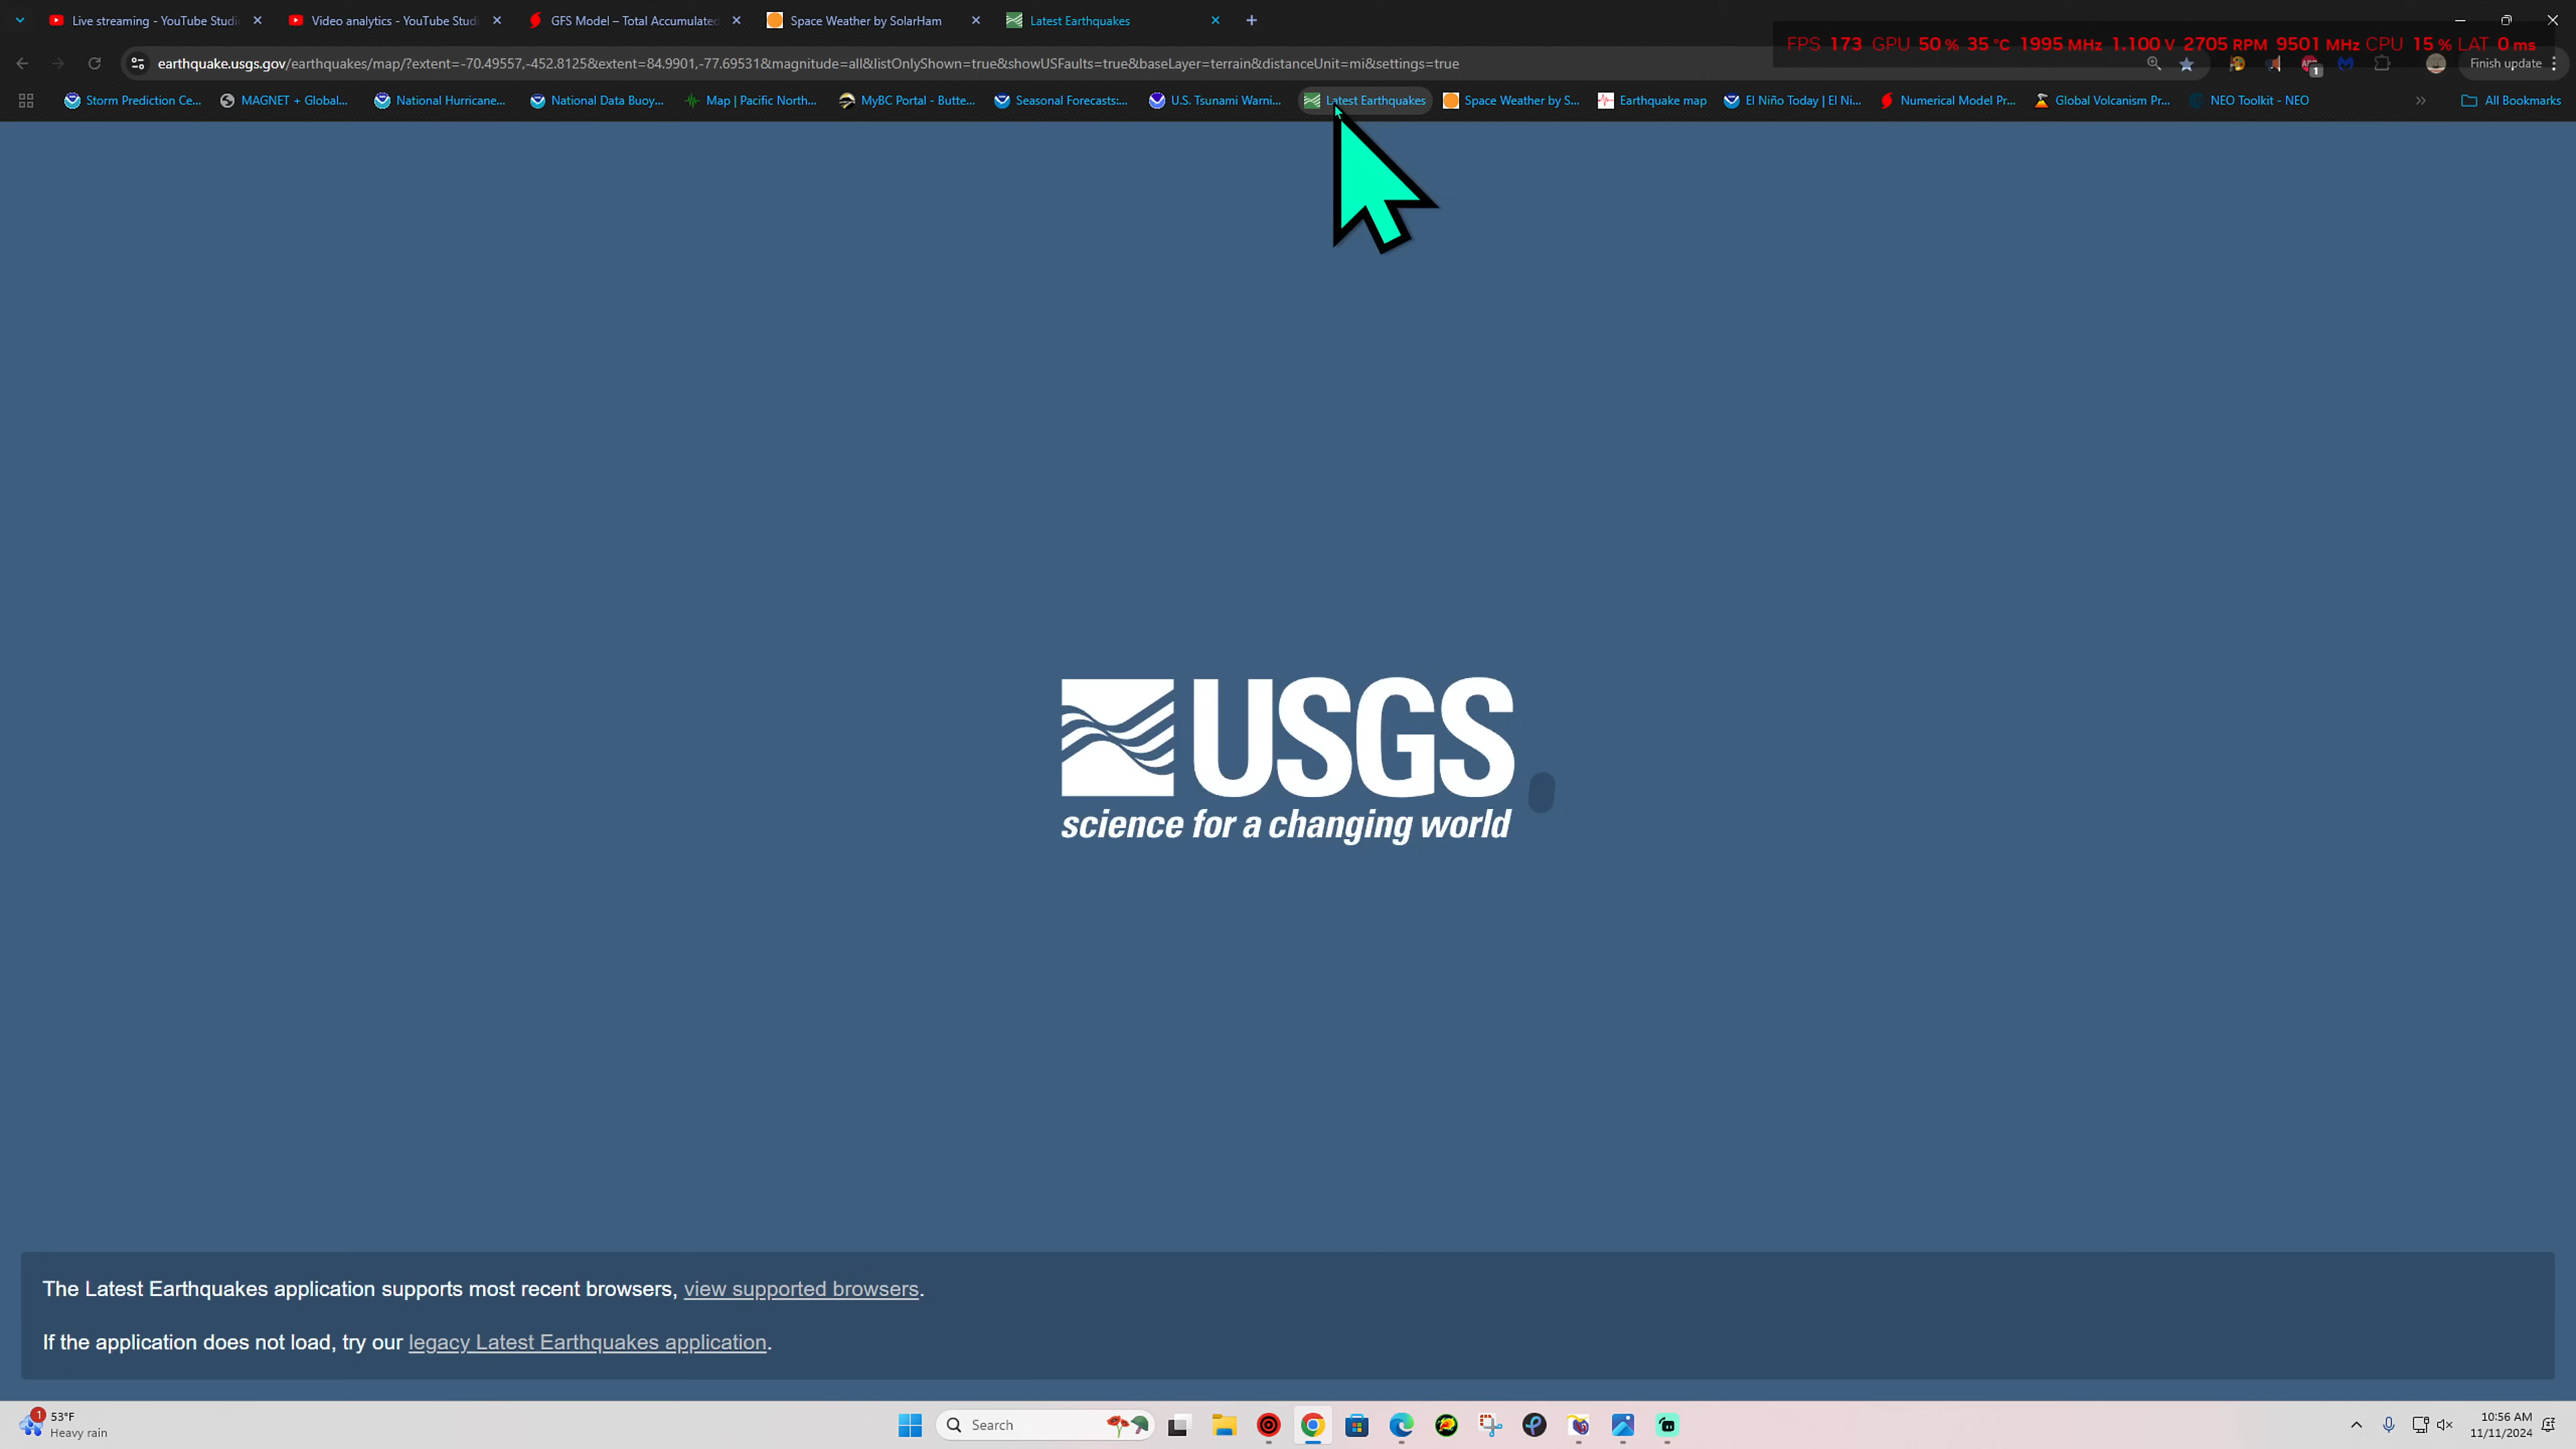 Live streaming - YouTube Studi
Video analytics - YouTube Studi
GFS Model – Total Accumulated
Space Weather by SolarHam
Latest Earthquakes
FPS 173 GPU 50 % 35 °C 1995 MHz 1.100 V 2705 RPM 9501 MHz CPU 15 % LAT 0 ms
earthquake.usgs.gov/earthquakes/map/?extent=-70.49557,-452.8125&extent=84.9901,-77.69531&magnitude=all&listOnlyShown=true&showUSFaults=true&baseLayer=terrain&distanceUnit=mi&settings=true
1
Finish update
Storm Prediction Ce...
MAGNET + Global...
National Hurricane...
National Data Buoy...
Map | Pacific North...
MyBC Portal - Butte...
Seasonal Forecasts:...
U.S. Tsunami Warni...
Latest Earthquakes
Space Weather by S...
Earthquake map
El Niño Today | El Ni...
Numerical Model Pr...
Global Volcanism Pr...
NEO Toolkit - NEO
All Bookmarks
USGS
science for a changing world
The Latest Earthquakes application supports most recent browsers, view supported browsers.
If the application does not load, try our legacy Latest Earthquakes application.
1
53°F
Heavy rain
Search
10:56 AM
11/11/2024